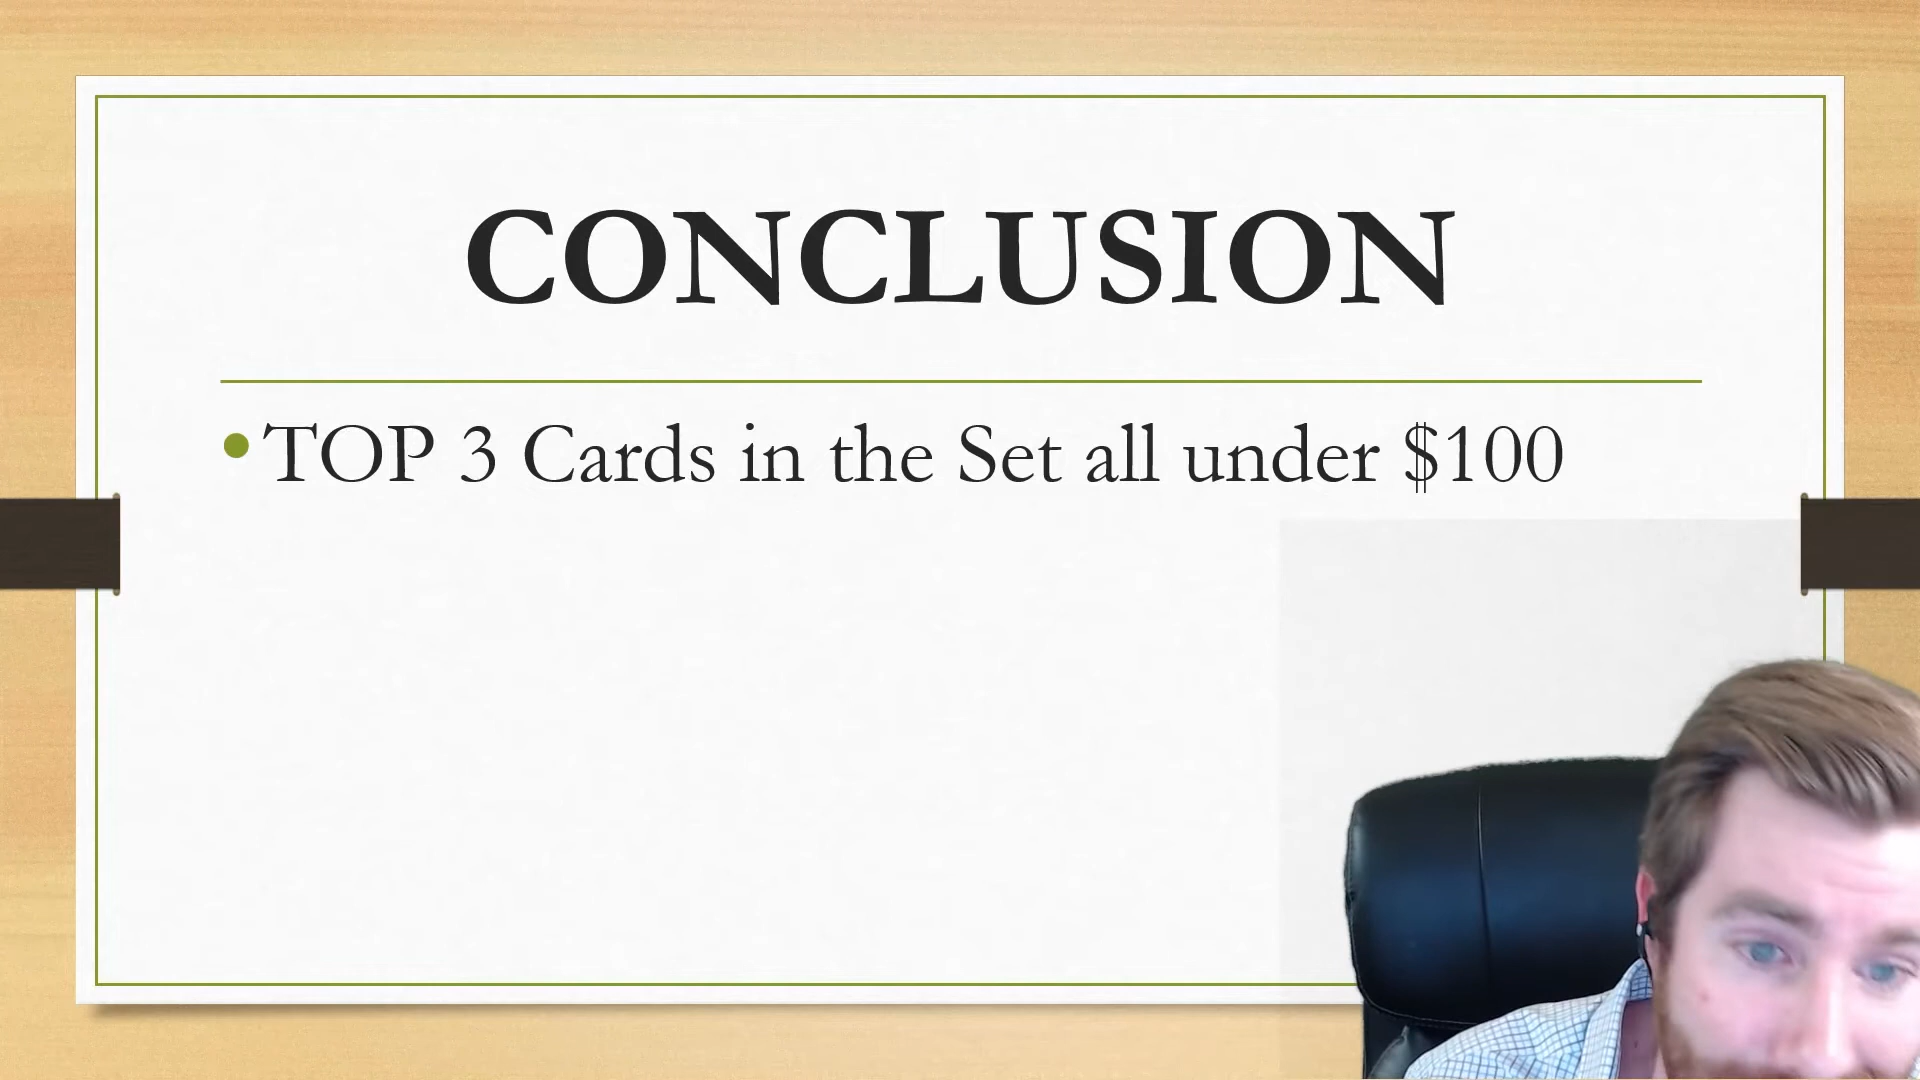 CONCLUSION
• TOP 3 Cards in the Set all under $100